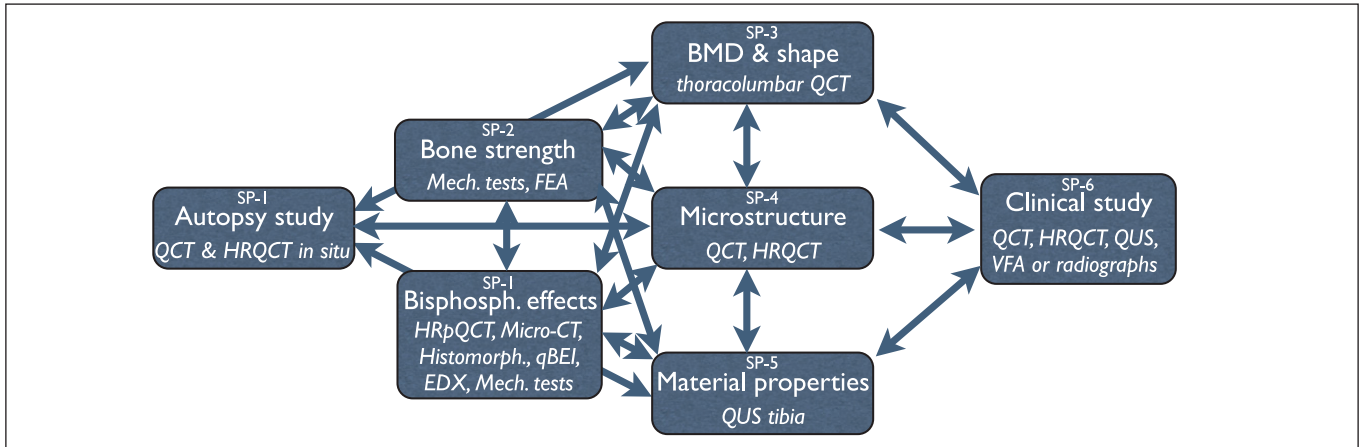 SP-1
Autopsy study
QCT & HRQCT in situ
SP-2
Bone strength
Mech. tests, FEA
SP-1
Bisphosph. effects
HRpQCT, Micro-CT,
Histomorph., qBEI,
EDX, Mech. tests
SP-3
BMD & shape
thoracolumbar QCT
SP-4
Microstructure
QCT, HRQCT
SP-5
Material properties
QUS tibia
SP-6
Clinical study
QCT, HRQCT, QUS,
VFA or radiographs